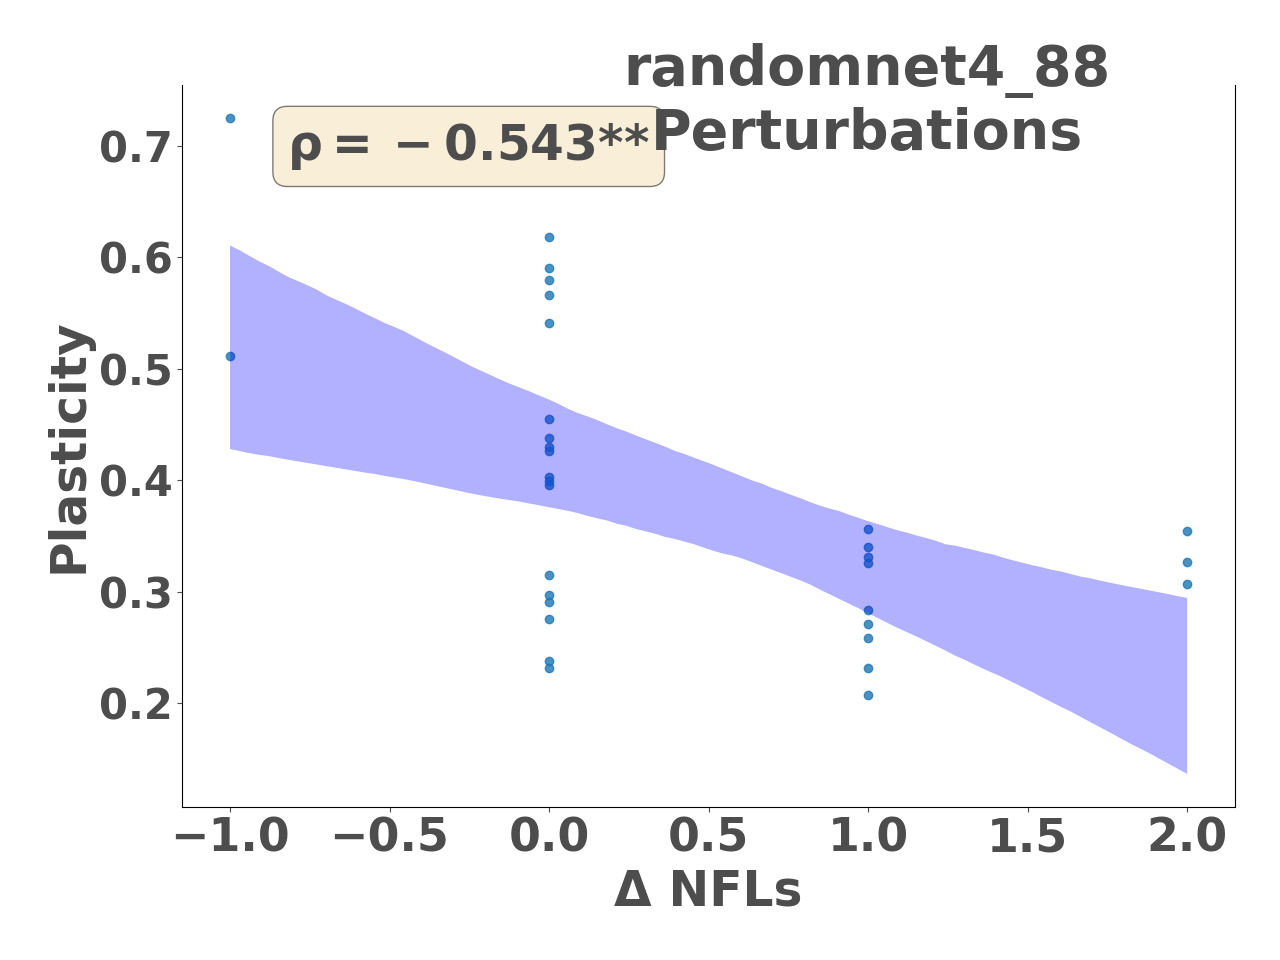 randomnet4_88
Perturbations
ρ = − 0.543**
Plasticity
0.7
0.6
0.5
0.4
0.3
0.2
−1.0 −0.5 0.0 0.5 1.0 1.5 2.0
Δ NFLs